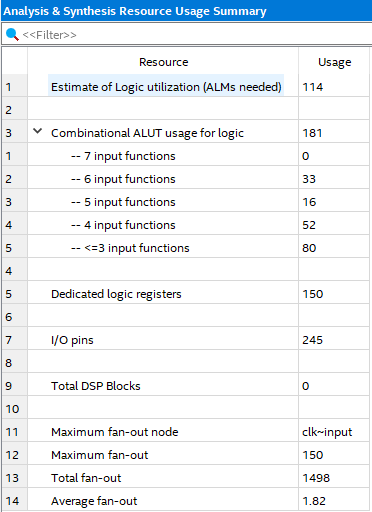 Analysis & Synthesis Resource Usage Summary
<<Filter>>
Resource Usage
1 Estimate of Logic utilization (ALMs needed) 114
2
3 Combinational ALUT usage for logic 181
1 -- 7 input functions 0
2 -- 6 input functions 33
3 -- 5 input functions 16
4 -- 4 input functions 52
5 -- <=3 input functions 80
4
5 Dedicated logic registers 150
6
7 I/O pins 245
8
9 Total DSP Blocks 0
10
11 Maximum fan-out node clk~input
12 Maximum fan-out 150
13 Total fan-out 1498
14 Average fan-out 1.82